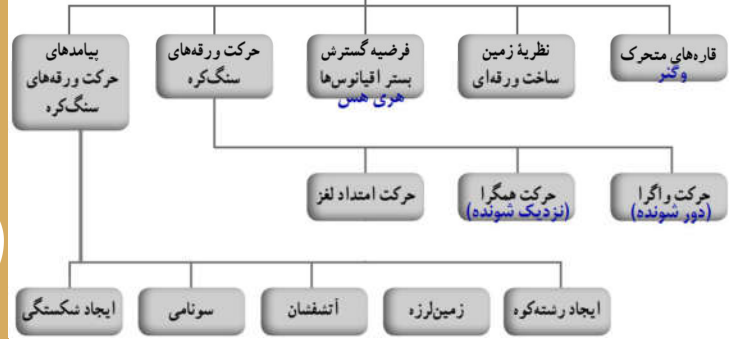 قاره‌های متحرک
وگنر
نظریهٔ زمین
ساخت ورقه‌ای
فرضیه گسترش
بستر اقیانوس‌ها
هری هس
حرکت ورقه‌های
سنگ‌کره
پیامدهای
حرکت ورقه‌های
سنگ‌کره
حرکت واگرا
(دور شونده)
حرکت همگرا
(نزدیک شونده)
حرکت امتداد لغز
ایجاد رشته‌کوه
زمین‌لرزه
آتشفشان
سونامی
ایجاد شکستگی